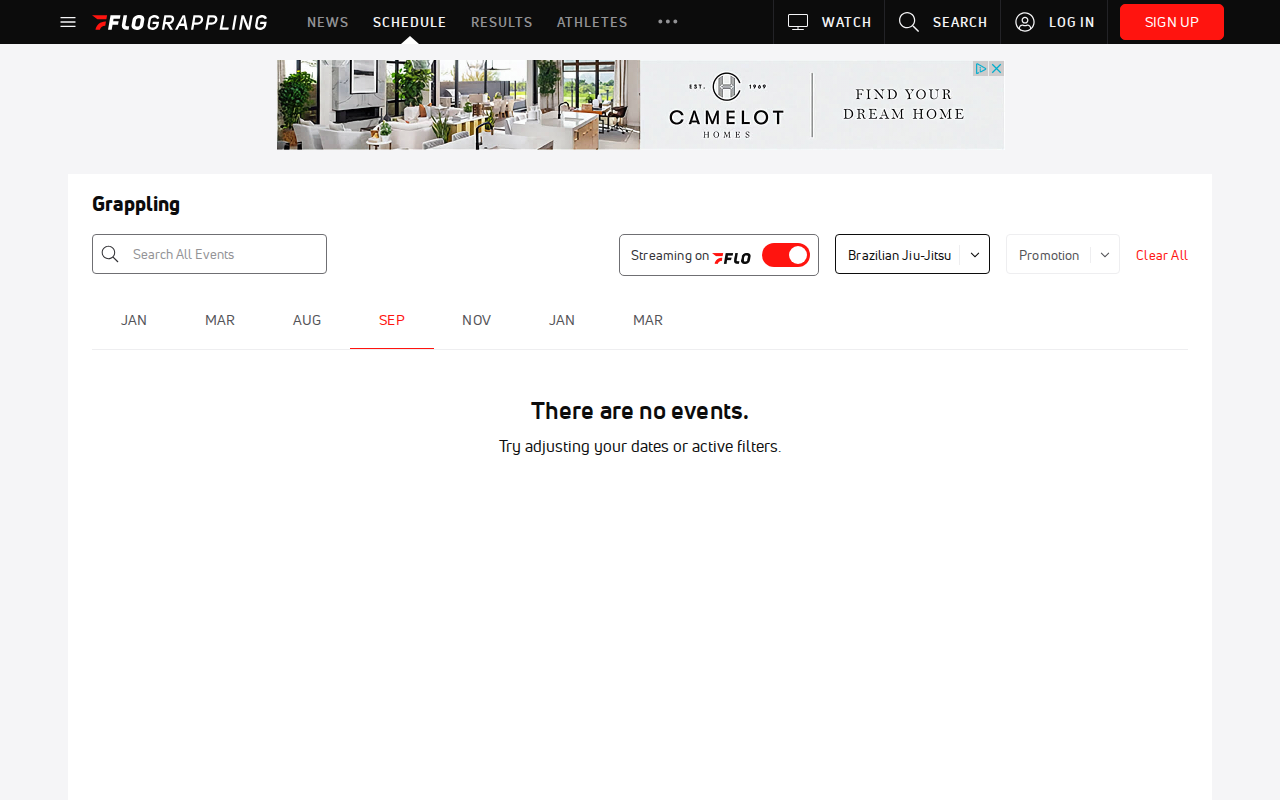 FLOGRAPPLING NEWS SCHEDULE RESULTS ATHLETES ••• WATCH SEARCH LOG IN SIGN UP
EST. 1969
CAMELOT
HOMES
FIND YOUR
DREAM HOME
Grappling
Search All Events
Streaming on FLO
Brazilian Jiu-Jitsu
Promotion
Clear All
JAN MAR AUG SEP NOV JAN MAR
There are no events.
Try adjusting your dates or active filters.